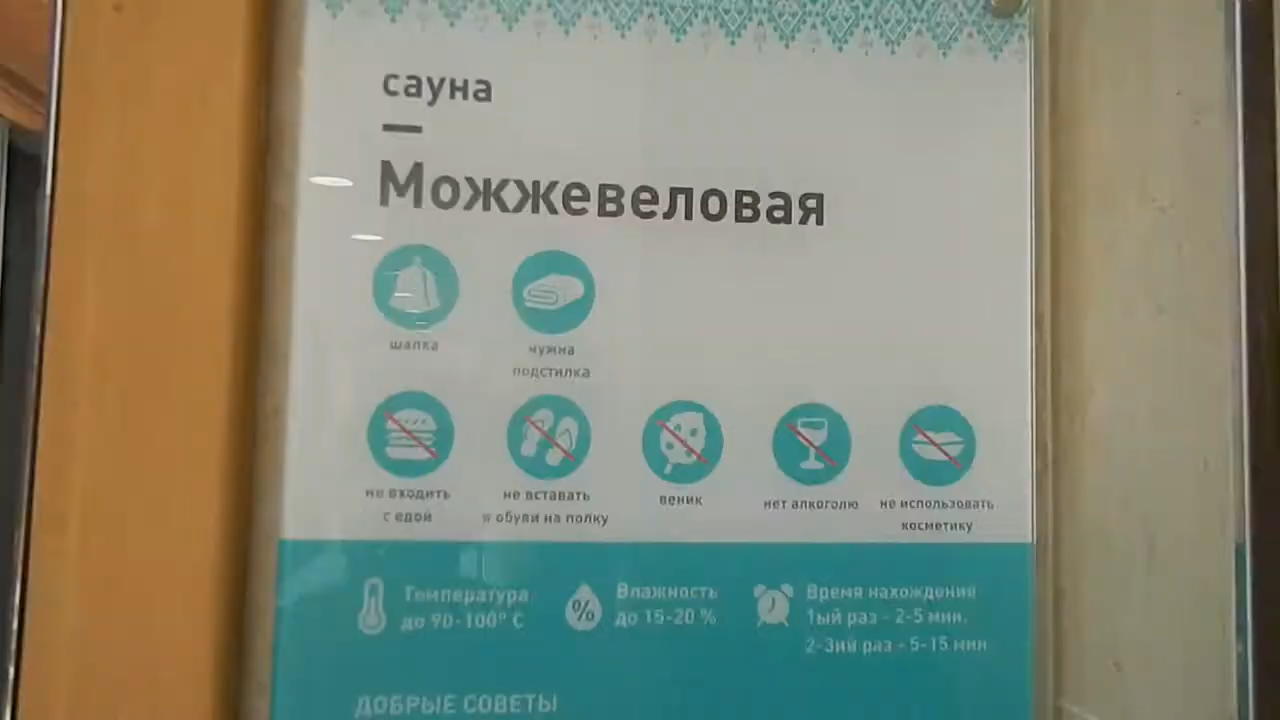 сауна
Можжевеловая
шапка
нужна
подстилка
не входить
с едой
не вставать
в обуви на полку
веник
нет алкоголю
не использовать
косметику
Температура
до 90-100° С
%
Влажность
до 15-20 %
Время нахождения
1ый раз - 2-5 мин.
2-3ий раз - 5-15 мин
ДОБРЫЕ СОВЕТЫ